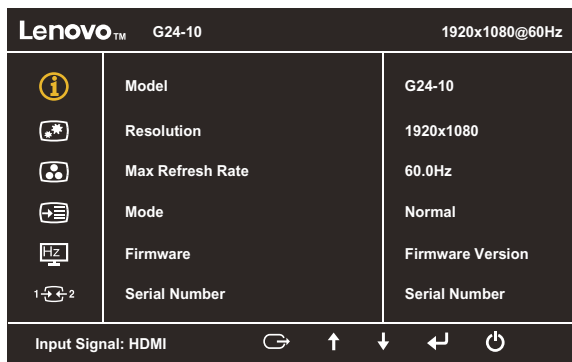 Lenovo™ G24-10 1920x1080@60Hz
Model G24-10
Resolution 1920x1080
Max Refresh Rate 60.0Hz
Mode Normal
Hz
Firmware Firmware Version
1 2 Serial Number Serial Number
Input Signal: HDMI